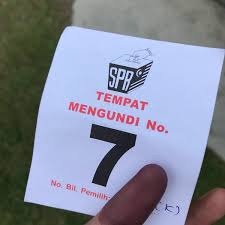 SPR
TEMPAT
MENGUNDI No.
7
No. Bil. Pemilih
(K)